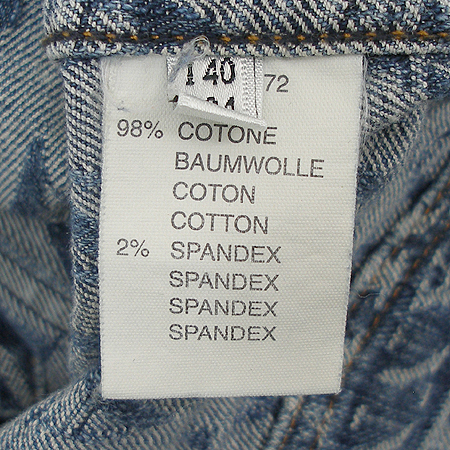 140
72
98% COTONE
BAUMWOLLE
COTON
COTTON
2% SPANDEX
SPANDEX
SPANDEX
SPANDEX